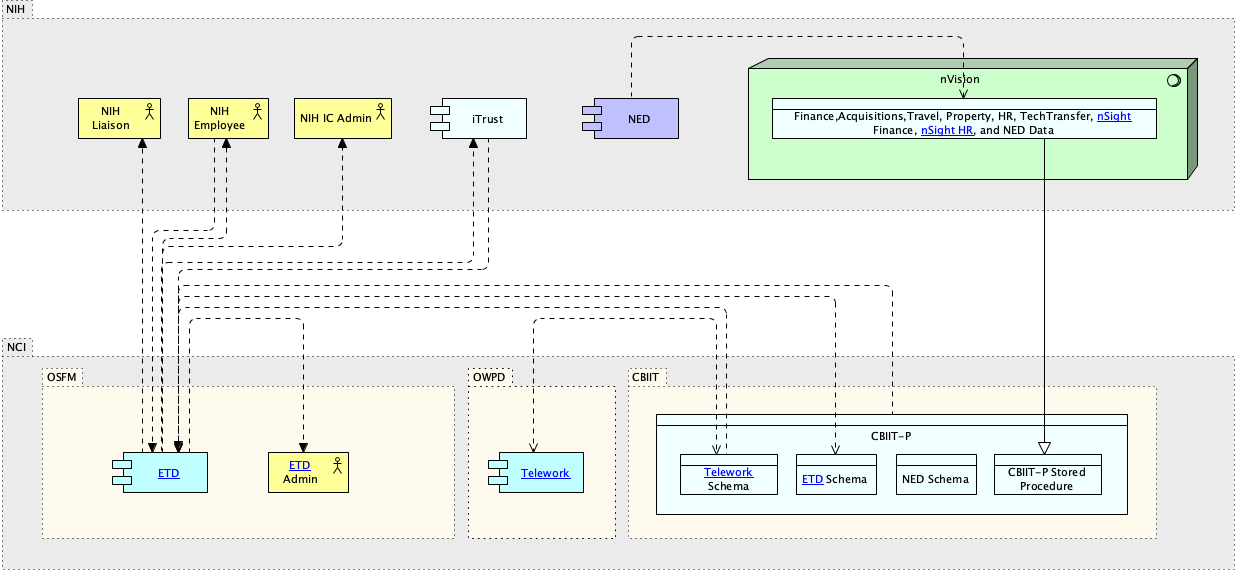 NIH
nVision
NIH
Liaison
NIH
Employee
NIH IC Admin
iTrust
NED
Finance,Acquisitions,Travel, Property, HR, TechTransfer, nSight
Finance, nSight HR, and NED Data
NCI
OSFM
OWPD
CBIIT
CBIIT-P
ETD
ETD
Admin
Telework
Telework
Schema
ETD Schema
NED Schema
CBIIT-P Stored
Procedure